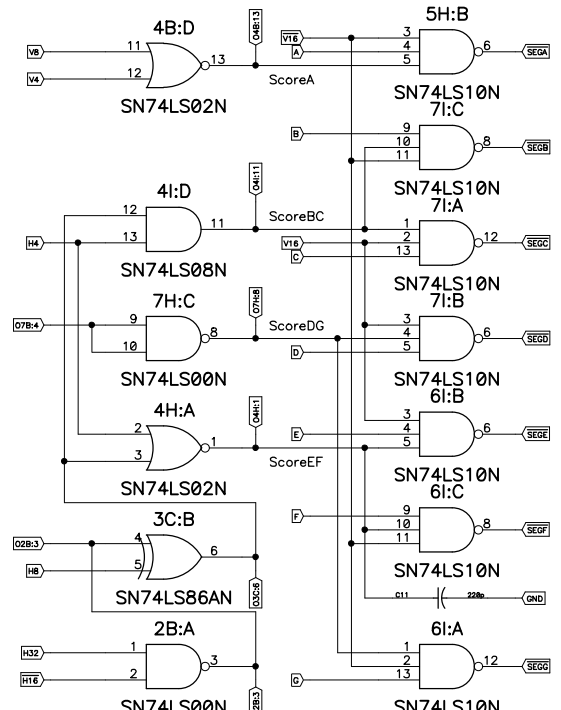 4B:D
V8
11
V4
12
13
SN74LS02N
O4B:13
ScoreA
5H:B
V16
3
A
4
5
6
SEGA
SN74LS10N
7I:C
B
9
10
11
8
SEGB
SN74LS10N
4I:D
12
H4
13
11
SN74LS08N
O4I:11
ScoreBC
7I:A
1
V16
2
C
13
12
SEGC
SN74LS10N
7H:C
O7B:4
9
10
8
SN74LS00N
O7H:8
ScoreDG
7I:B
3
4
D
5
6
SEGD
SN74LS10N
4H:A
2
3
1
SN74LS02N
O4H:1
ScoreEF
6I:B
3
E
4
5
6
SEGE
SN74LS10N
3C:B
O2B:3
4
H8
5
6
SN74LS86AN
O3C:6
6I:C
F
9
10
11
8
SEGF
SN74LS10N
C11
220p
GND
2B:A
H32
1
H16
2
3
SN74LS00N
2B:3
6I:A
1
2
G
13
12
SEGG
SN74LS10N